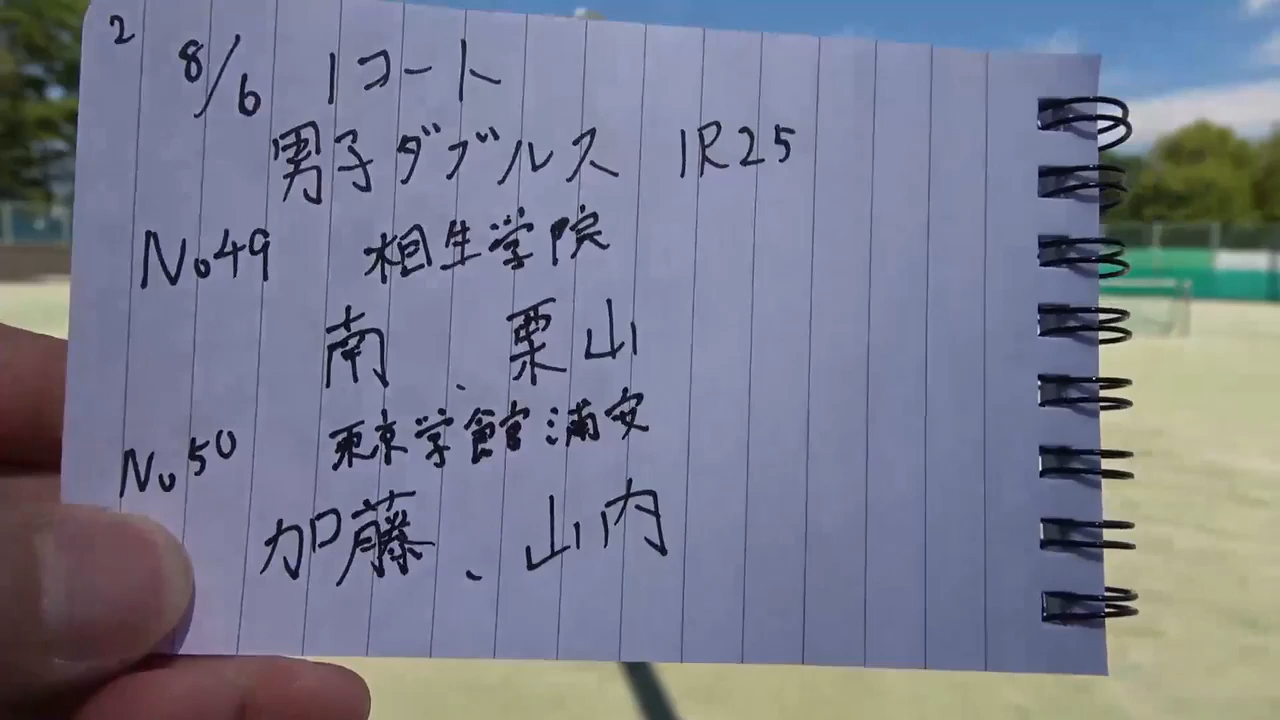 2
8/6 1コート
男子ダブルス 1R25
No49 相生学院
南、栗山
No50 東京学館浦安
加藤、山内